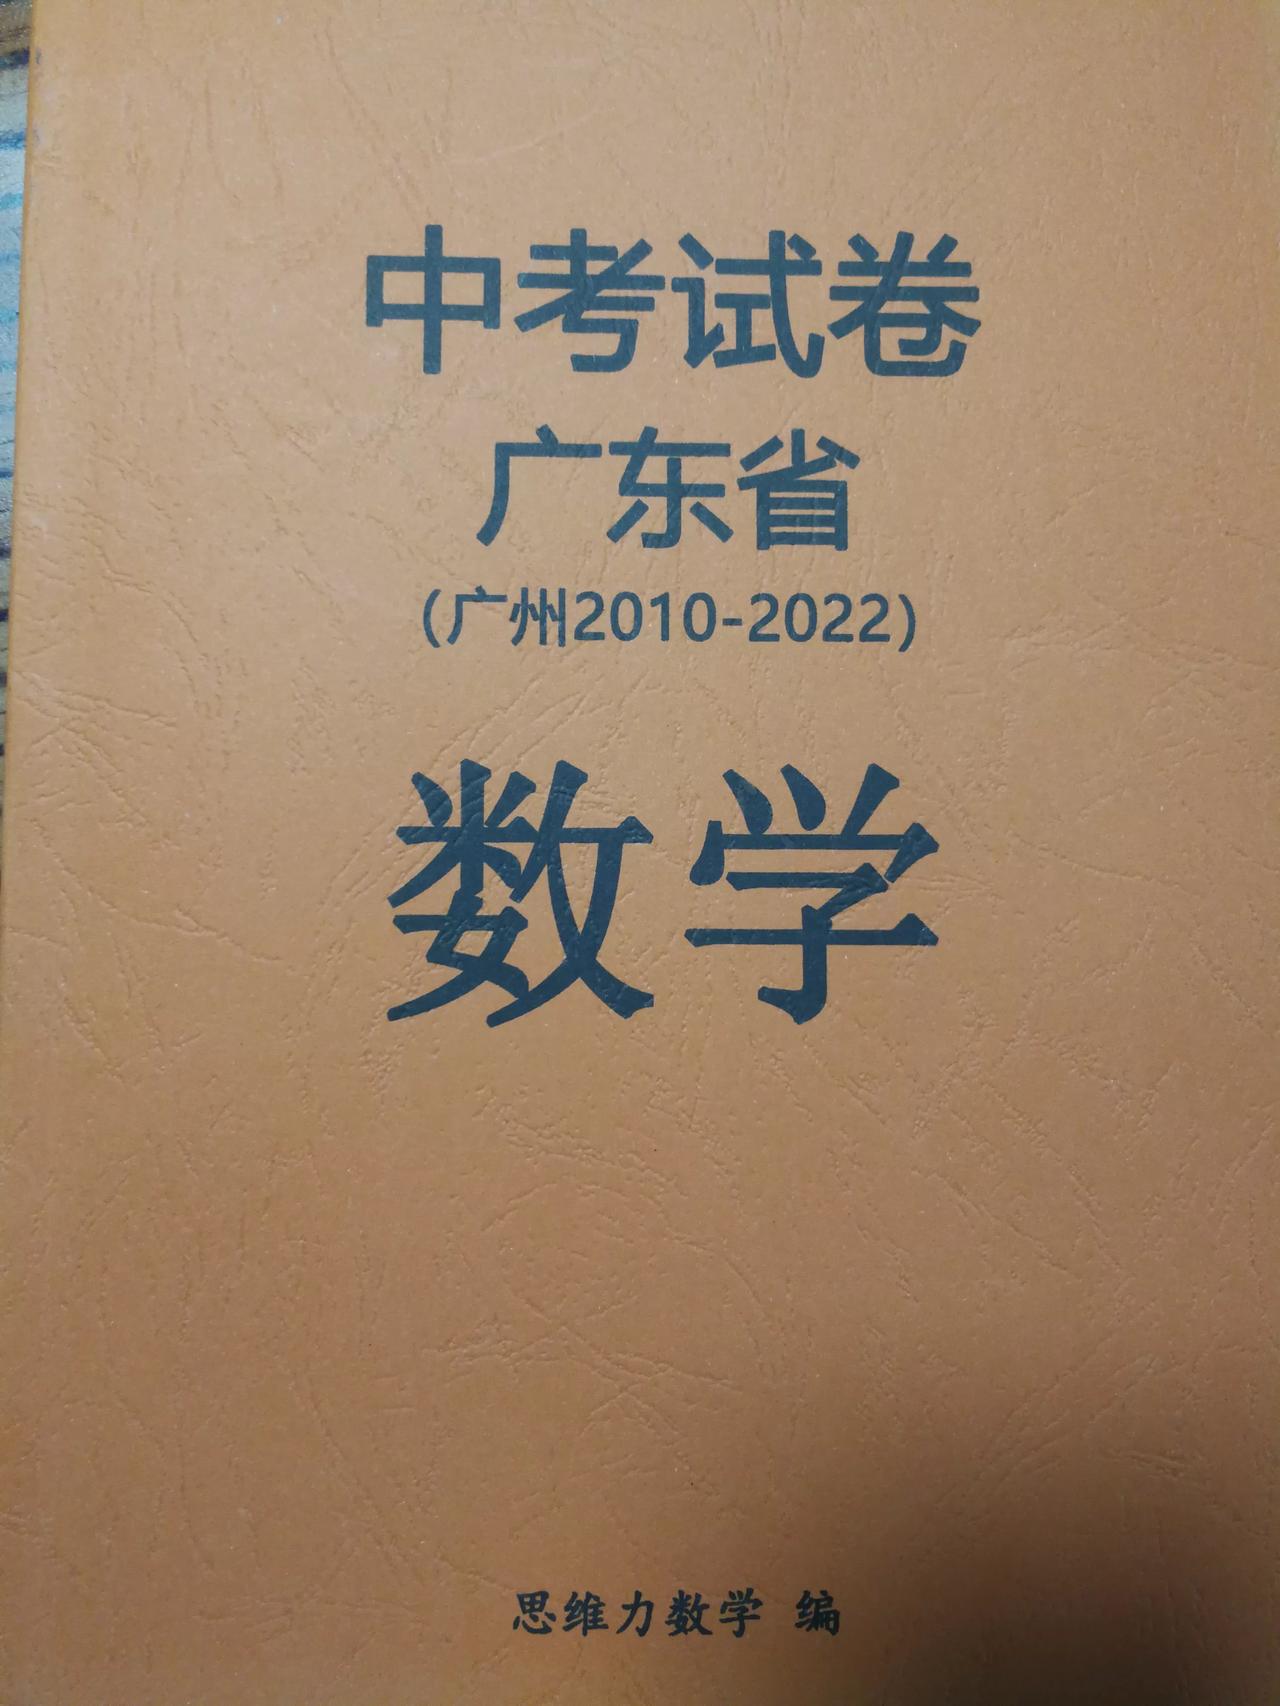 中考试卷
广东省
（广州2010-2022）
数学
思维力数学 编